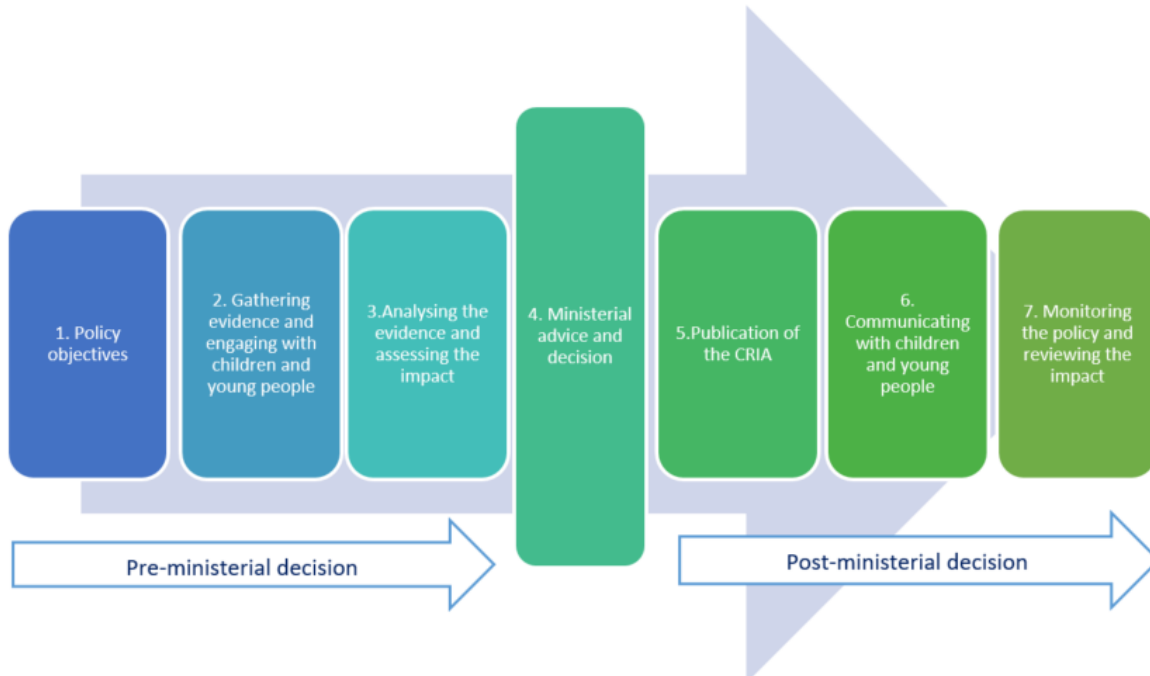 1. Policy
objectives
2. Gathering
evidence and
engaging with
children and
young people
3.Analysing the
evidence and
assessing the
impact
4. Ministerial
advice and
decision
5.Publication of
the CRIA
6.
Communicating
with children
and young
people
7. Monitoring
the policy and
reviewing the
impact
Pre-ministerial decision
Post-ministerial decision